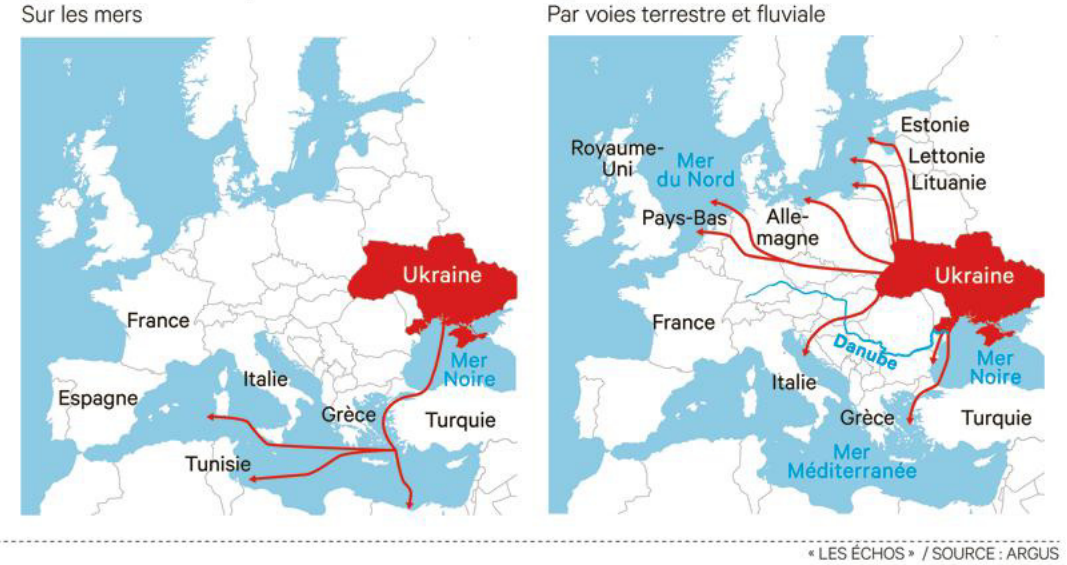 Sur les mers
Ukraine
France
Mer
Noire
Italie
Espagne
Grèce
Turquie
Tunisie
Par voies terrestre et fluviale
Estonie
Royaume-
Uni
Mer
du Nord
Lettonie
Lituanie
Pays-Bas
Alle-
magne
Ukraine
France
Danube
Mer
Noire
Italie
Grèce
Turquie
Mer
Méditerranée
« LES ÉCHOS » / SOURCE : ARGUS